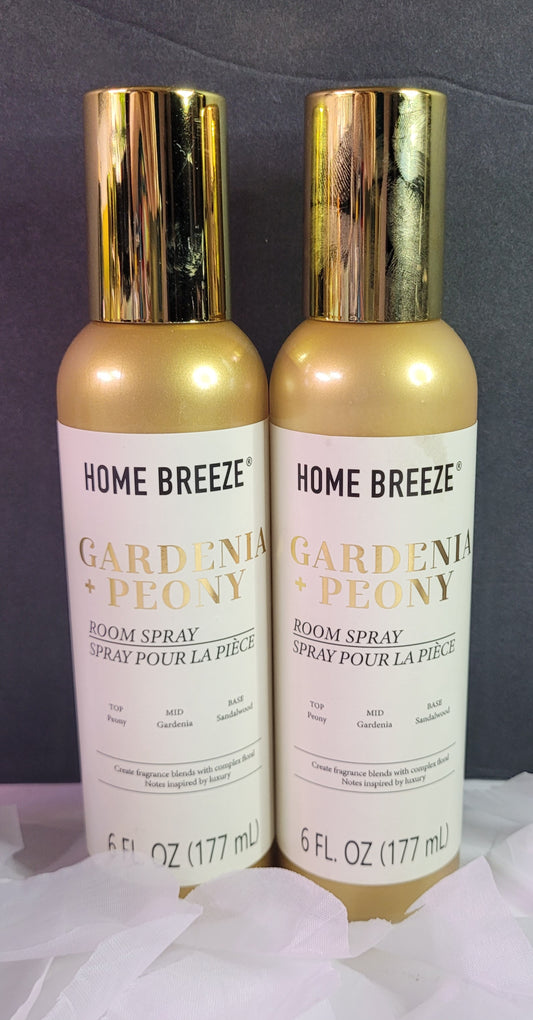 HOME BREEZE®
GARDENIA
+ PEONY
ROOM SPRAY
SPRAY POUR LA PIÈCE
TOP
Peony
MID
Gardenia
BASE
Sandalwood
Create fragrance blends with complex floral
Notes inspired by luxury
6 FL. OZ (177 mL)
HOME BREEZE®
GARDENIA
+ PEONY
ROOM SPRAY
SPRAY POUR LA PIÈCE
TOP
Peony
MID
Gardenia
BASE
Sandalwood
Create fragrance blends with complex floral
Notes inspired by luxury
6 FL. OZ (177 mL)